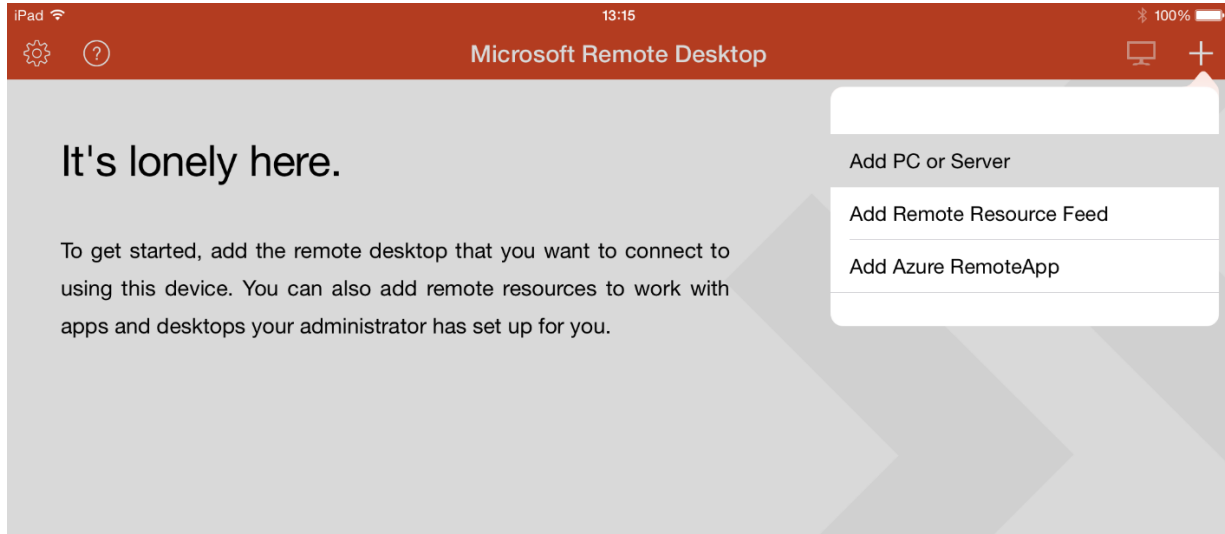 iPad 13:15 100%
Microsoft Remote Desktop
It's lonely here.
To get started, add the remote desktop that you want to connect to
using this device. You can also add remote resources to work with
apps and desktops your administrator has set up for you.
Add PC or Server
Add Remote Resource Feed
Add Azure RemoteApp